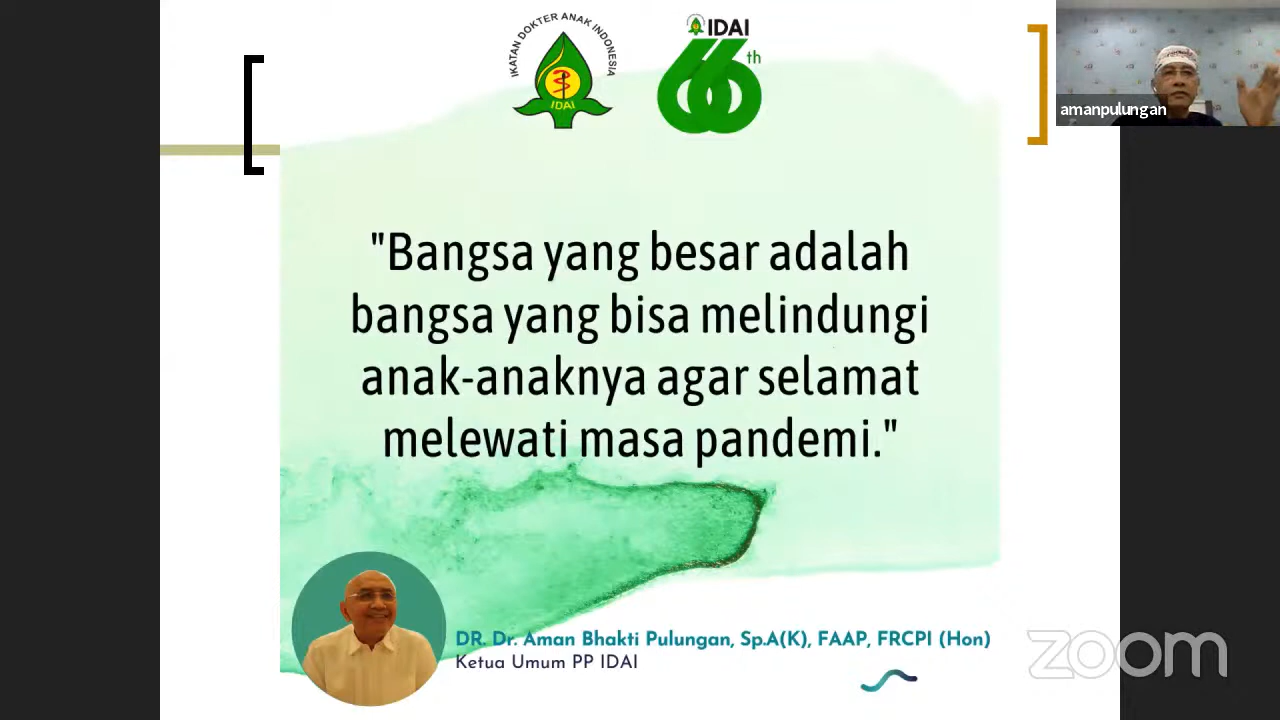 IKATAN DOKTER ANAK INDONESIA
IDAI
IDAI
66th
amanpulungan
"Bangsa yang besar adalah
bangsa yang bisa melindungi
anak-anaknya agar selamat
melewati masa pandemi."
DR. Dr. Aman Bhakti Pulungan, Sp.A(K), FAAP, FRCPI (Hon)
Ketua Umum PP IDAI
zoom